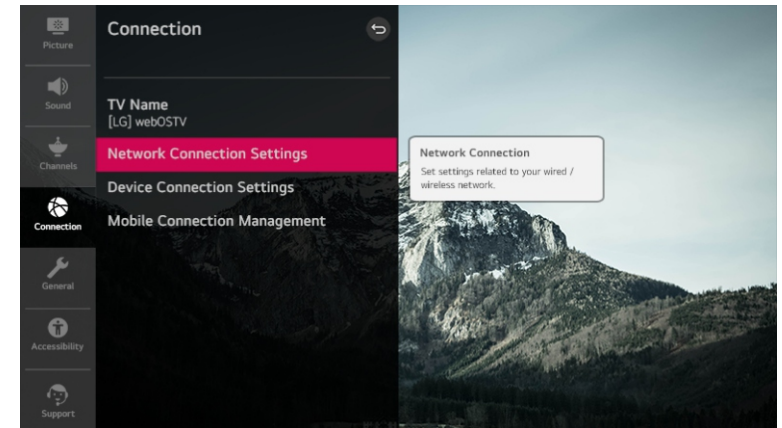 Picture
Sound
Channels
Connection
General
Accessibility
Support
Connection
TV Name
[LG] webOSTV
Network Connection Settings
Device Connection Settings
Mobile Connection Management
Network Connection
Set settings related to your wired /
wireless network.